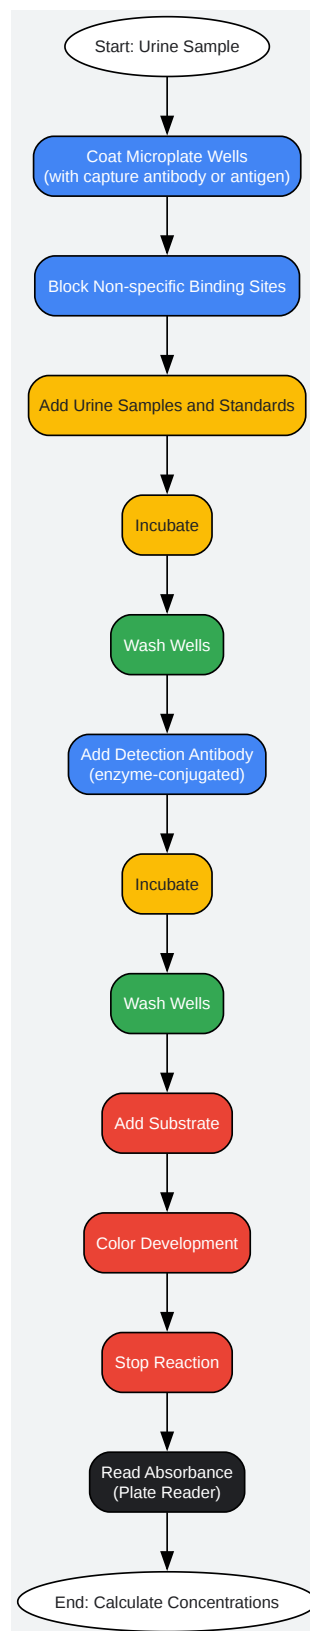 Start: Urine Sample
Coat Microplate Wells
(with capture antibody or antigen)
Block Non-specific Binding Sites
Add Urine Samples and Standards
Incubate
Wash Wells
Add Detection Antibody
(enzyme-conjugated)
Incubate
Wash Wells
Add Substrate
Color Development
Stop Reaction
Read Absorbance
(Plate Reader)
End: Calculate Concentrations